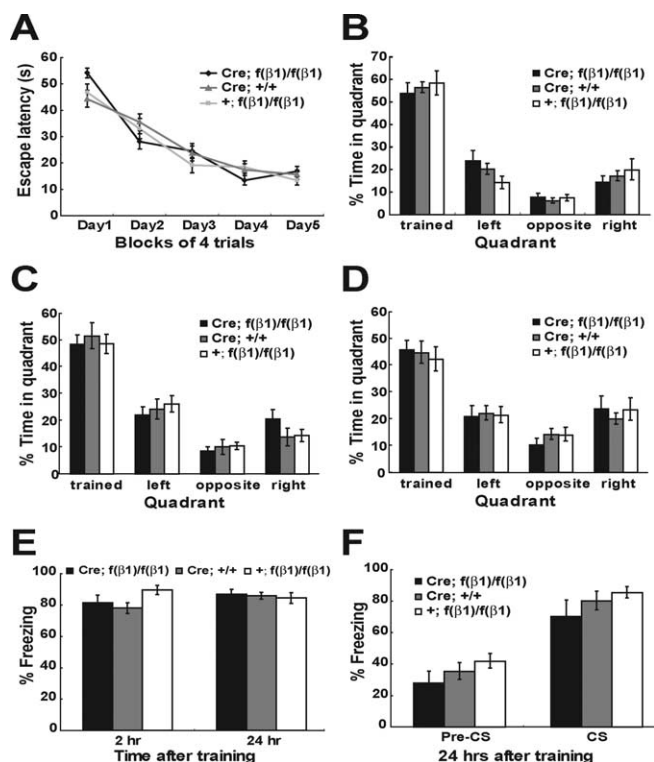 A
Escape latency (s)
60
50
40
30
20
10
0
Cre; f(β1)/f(β1)
Cre; +/+
+; f(β1)/f(β1)
Day1 Day2 Day3 Day4 Day5
Blocks of 4 trials
B
% Time in quadrant
70
60
50
40
30
20
10
0
Cre; f(β1)/f(β1)
Cre; +/+
+; f(β1)/f(β1)
trained left opposite right
Quadrant
C
% Time in quadrant
60
50
40
30
20
10
0
Cre; f(β1)/f(β1)
Cre; +/+
+; f(β1)/f(β1)
trained left opposite right
Quadrant
D
% Time in quadrant
60
50
40
30
20
10
0
Cre; f(β1)/f(β1)
Cre; +/+
+; f(β1)/f(β1)
trained left opposite right
Quadrant
E
% Freezing
100
80
60
40
20
0
Cre; f(β1)/f(β1) Cre; +/+ +; f(β1)/f(β1)
2 hr 24 hr
Time after training
F
% Freezing
100
80
60
40
20
0
Cre; f(β1)/f(β1)
Cre; +/+
+; f(β1)/f(β1)
Pre-CS CS
24 hrs after training